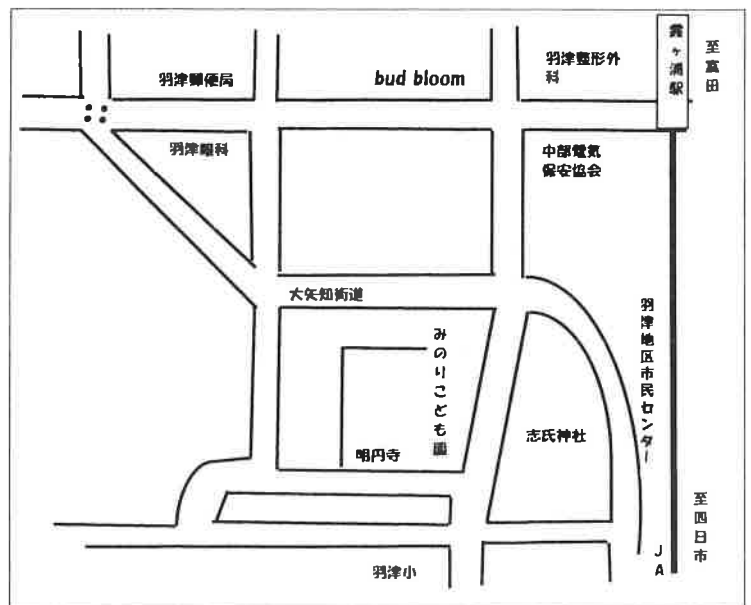 羽津郵便局
bud bloom
羽津整形外
科
霞ヶ浦駅
至富田
羽津眼科
中部電気
保安協会
大矢知街道
みのりこども園
明円寺
志氐神社
羽津地区市民センター
至四日市
羽津小
JA